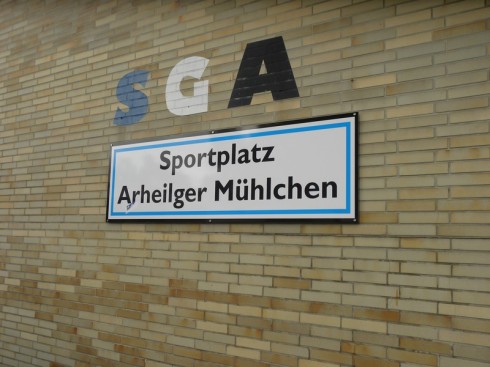 SGA
Sportplatz
Arheilger Mühlchen